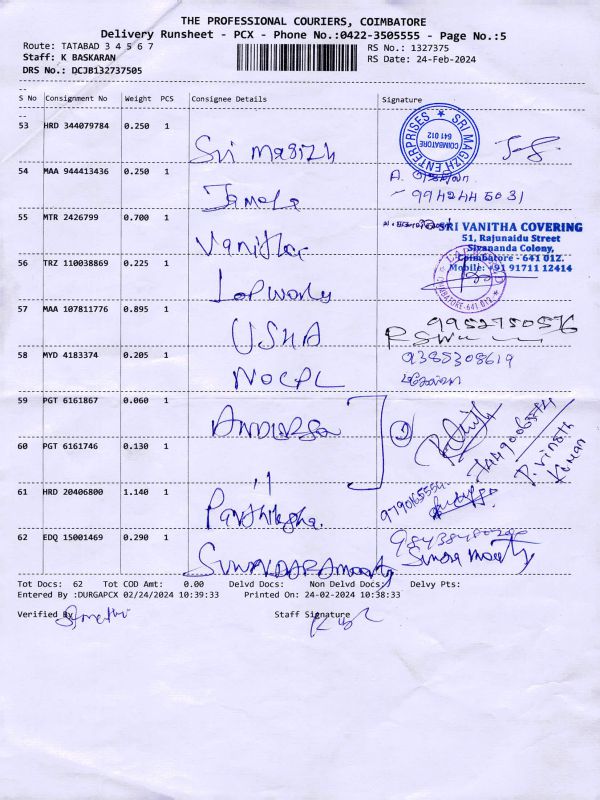 THE PROFESSIONAL COURIERS, COIMBATORE
Delivery Runsheet - PCX - Phone No.:0422-3505555 - Page No.:5
Route: TATABAD 3 4 5 6 7 RS No.: 1327375
Staff: K BASKARAN RS Date: 24-Feb-2024
DRS No.: DCJB132737505
S No Consignment No Weight PCS Consignee Details Signature
53 HRD 344079784 0.250 1 Sri magizh
SRI MAGIZH ENTERPRISES COIMBATORE 641 012
54 MAA 944413436 0.250 1 Jamela
9942445031
55 MTR 2426799 0.700 1 Vanitha
SRI VANITHA COVERING
51, Rajunaidu Street
Sivananda Colony,
Coimbatore - 641 012.
Mobile: +91 91711 12414
56 TRZ 110038869 0.225 1
COIMBATORE-641 012
57 MAA 107811776 0.895 1 USHA
9952750576
58 MYD 4183374 0.205 1 NOCPL
9385308619
59 PGT 6161867 0.060 1
60 PGT 6161746 0.130 1 "
P. Vinoth Kumar
61 HRD 20406800 1.140 1
9790165554
62 EDQ 15001469 0.290 1 SUNANDARAmoorty
Tot Docs: 62 Tot COD Amt: 0.00 Delvd Docs: Non Delvd Docs: Delvy Pts:
Entered By :DURGAPCX 02/24/2024 10:39:33 Printed On: 24-02-2024 10:38:33
Verified By Staff Signature